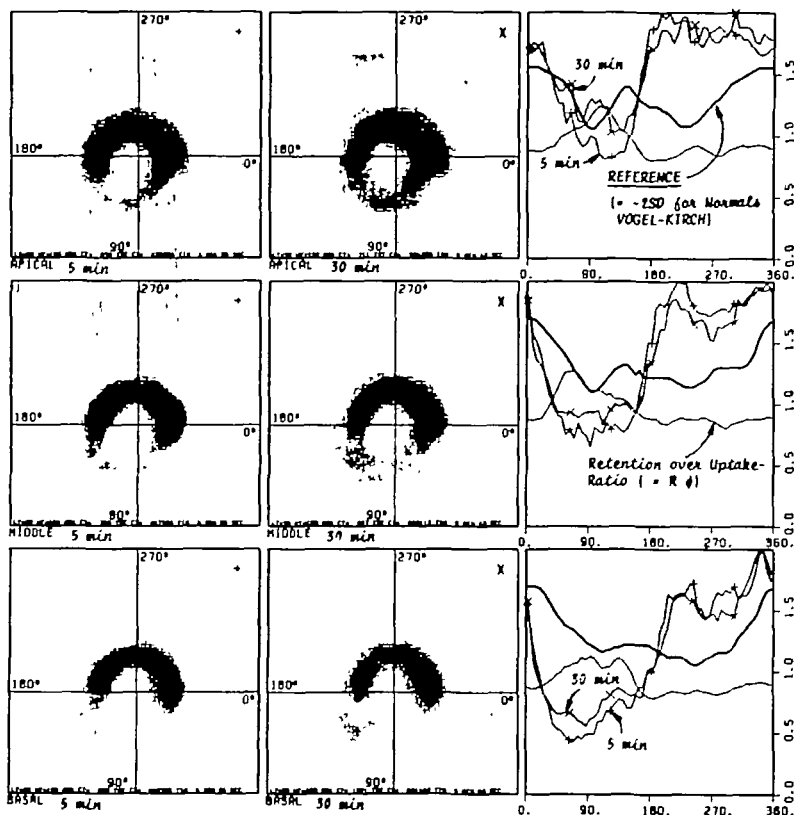 270°
+
180°
0°
90°
APICAL 5 min
270°
X
0°
90°
APICAL 30 min
30 min
5 min
REFERENCE
(= -2SD for Normals
VOGEL-KIRCH)
1.5
1.0
0.5
0.0
0. 90. 180. 270. 360.
270°
+
180°
0°
MIDDLE 5 min
270°
X
0°
90°
MIDDLE 30 min
Retention over Uptake-
Ratio ( = R ϕ)
1.5
1.0
0.5
0.0
0. 90. 180. 270. 360.
270°
+
180°
0°
90°
BASAL 5 min
270°
X
0°
90°
BASAL 30 min
30 min
5 min
1.5
1.0
0.5
0.0
0. 90. 180. 270. 360.